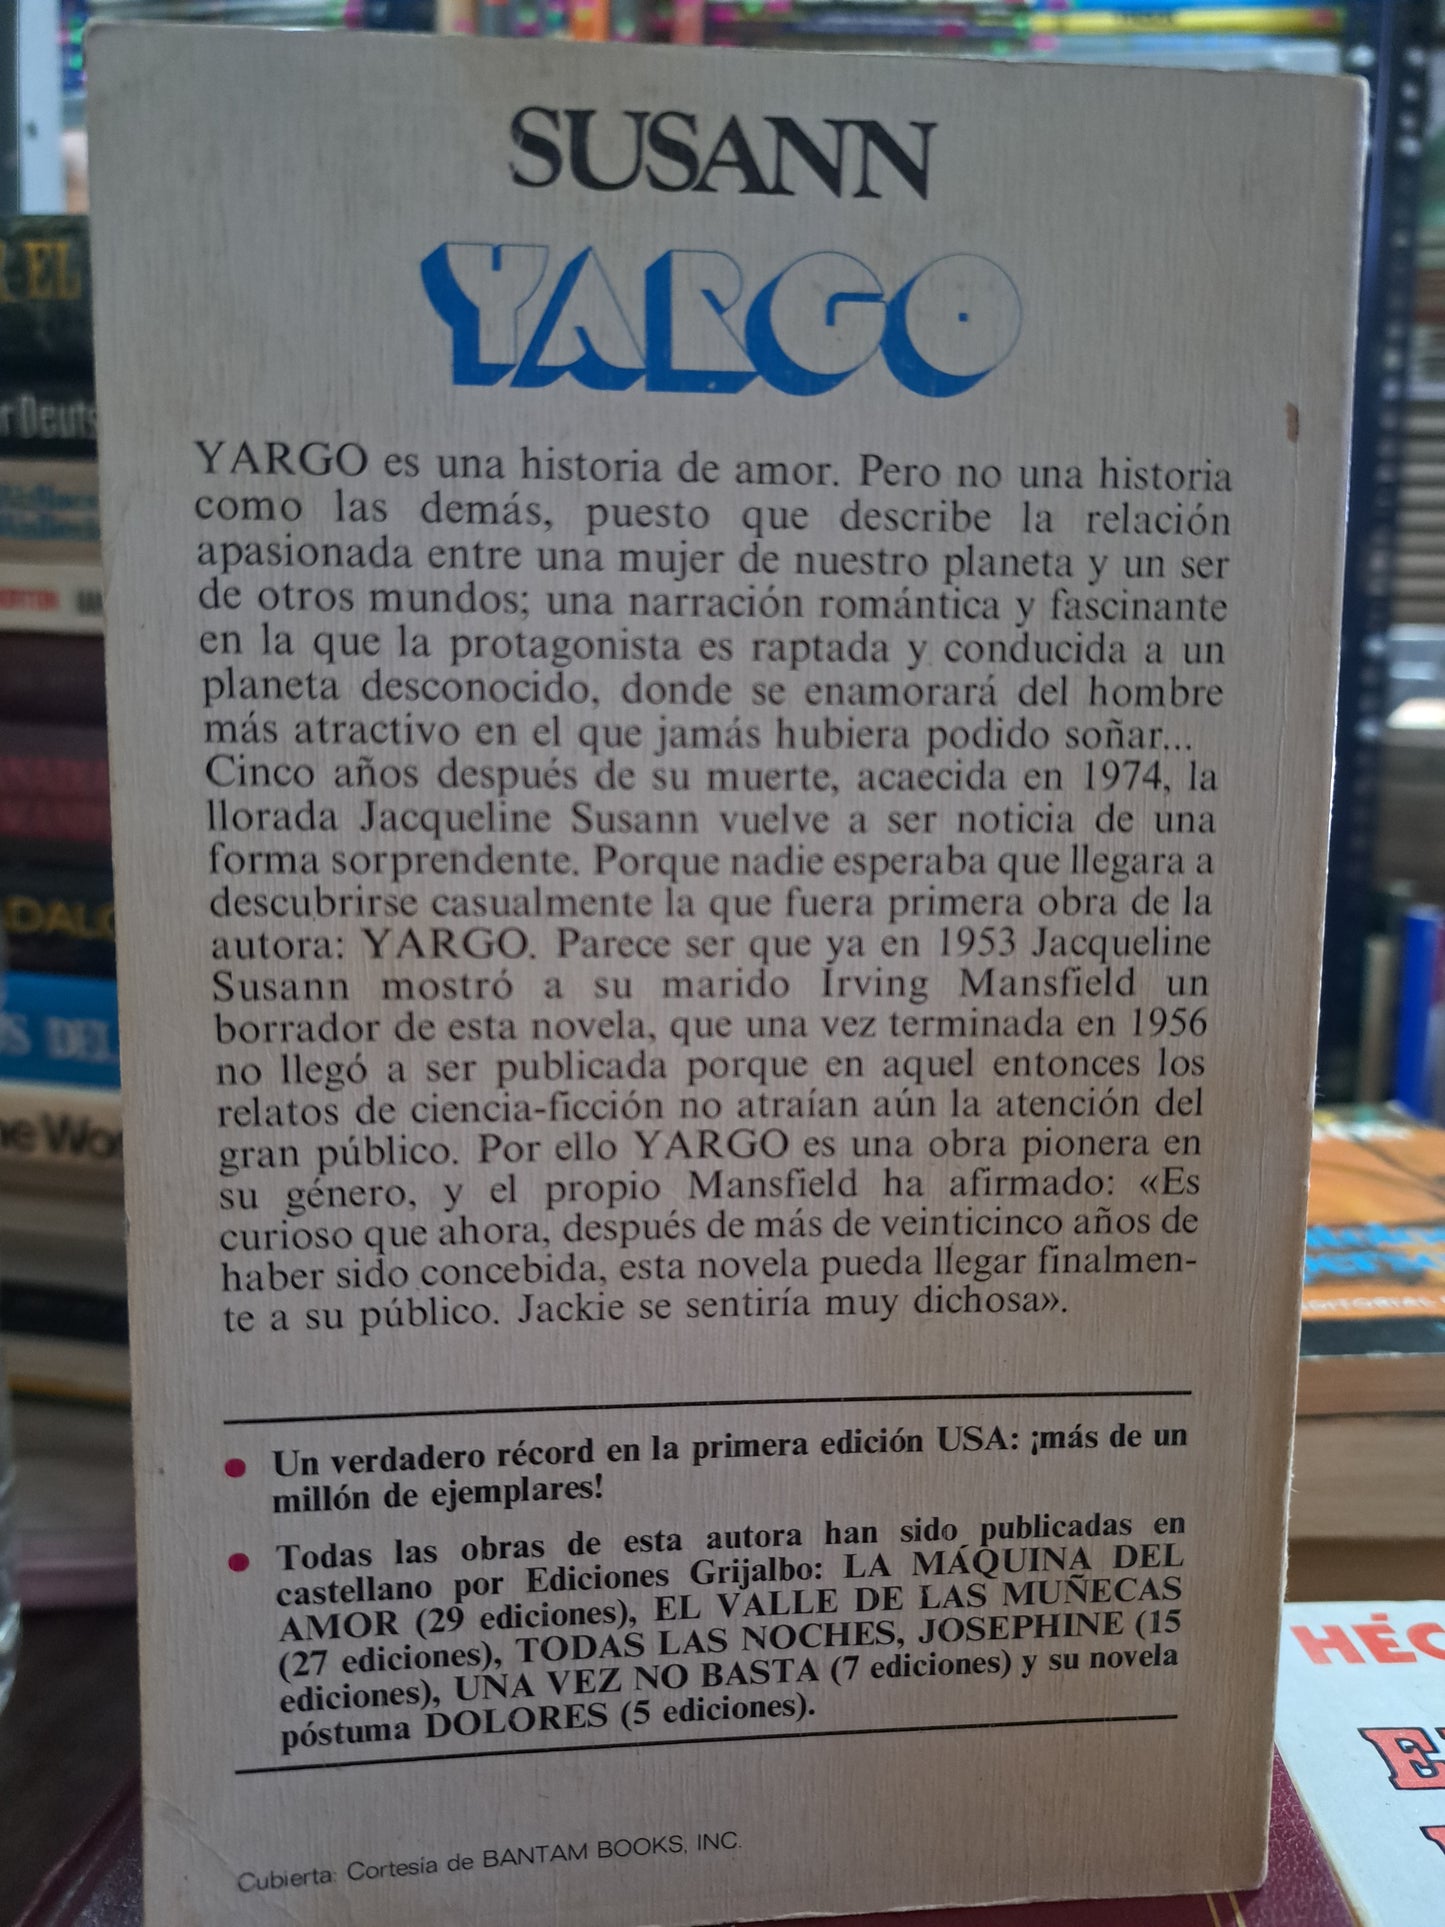 SUSANN
YARGO
YARGO es una historia de amor. Pero no una historia
como las demás, puesto que describe la relación
apasionada entre una mujer de nuestro planeta y un ser
de otros mundos; una narración romántica y fascinante
en la que la protagonista es raptada y conducida a un
planeta desconocido, donde se enamorará del hombre
más atractivo en el que jamás hubiera podido soñar...
Cinco años después de su muerte, acaecida en 1974, la
llorada Jacqueline Susann vuelve a ser noticia de una
forma sorprendente. Porque nadie esperaba que llegara a
descubrirse casualmente la que fuera primera obra de la
autora: YARGO. Parece ser que ya en 1953 Jacqueline
Susann mostró a su marido Irving Mansfield un
borrador de esta novela, que una vez terminada en 1956
no llegó a ser publicada porque en aquel entonces los
relatos de ciencia-ficción no atraían aún la atención del
gran público. Por ello YARGO es una obra pionera en
su género, y el propio Mansfield ha afirmado: «Es
curioso que ahora, después de más de veinticinco años de
haber sido concebida, esta novela pueda llegar finalmen-
te a su público. Jackie se sentiría muy dichosa».
• Un verdadero récord en la primera edición USA: ¡más de un
millón de ejemplares!
• Todas las obras de esta autora han sido publicadas en
castellano por Ediciones Grijalbo: LA MÁQUINA DEL
AMOR (29 ediciones), EL VALLE DE LAS MUÑECAS
(27 ediciones), TODAS LAS NOCHES, JOSEPHINE (15
ediciones), UNA VEZ NO BASTA (7 ediciones) y su novela
póstuma DOLORES (5 ediciones).
Cubierta: Cortesía de BANTAM BOOKS, INC.
EL
DEL
EDITORIAL
HÉC